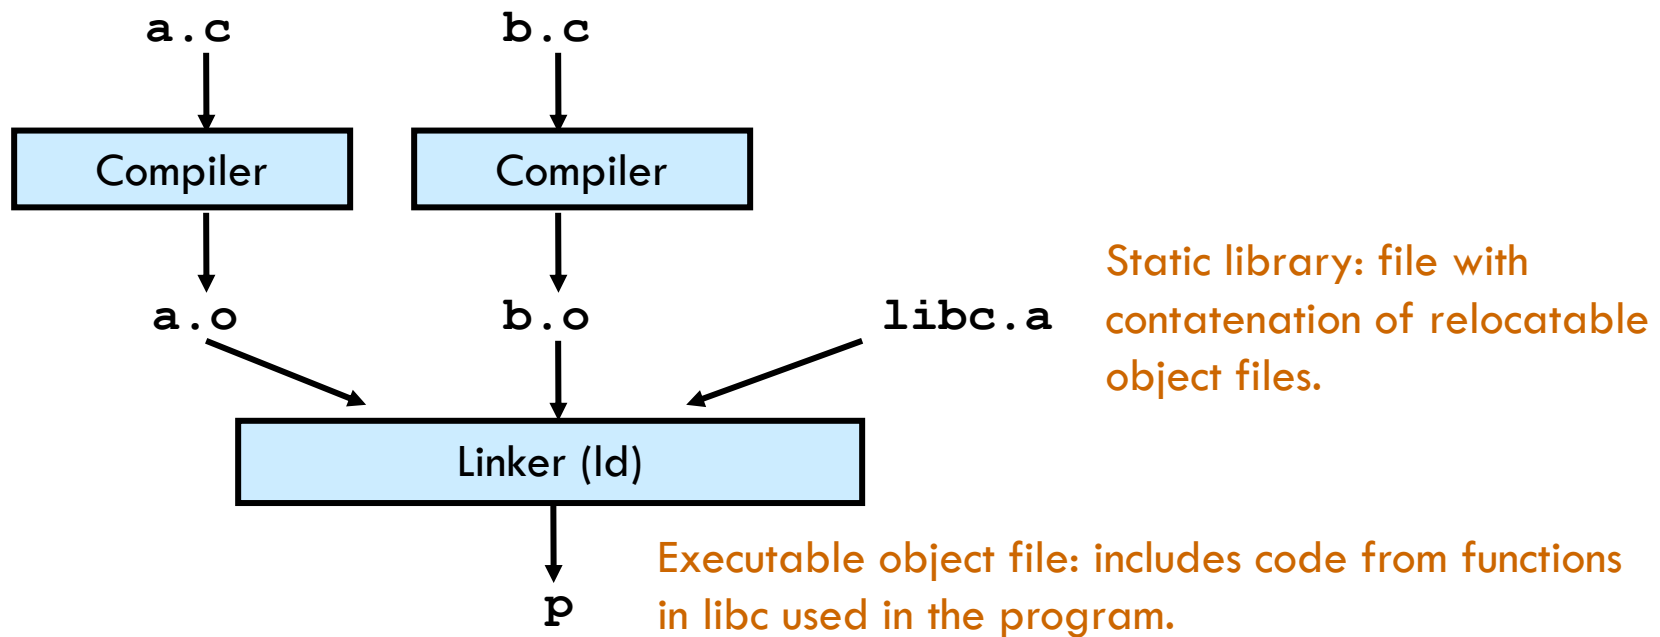 a.c
b.c
Compiler
Compiler
a.o
b.o
libc.a
Static library: file with
contatenation of relocatable
object files.
Linker (ld)
Executable object file: includes code from functions
in libc used in the program.
p